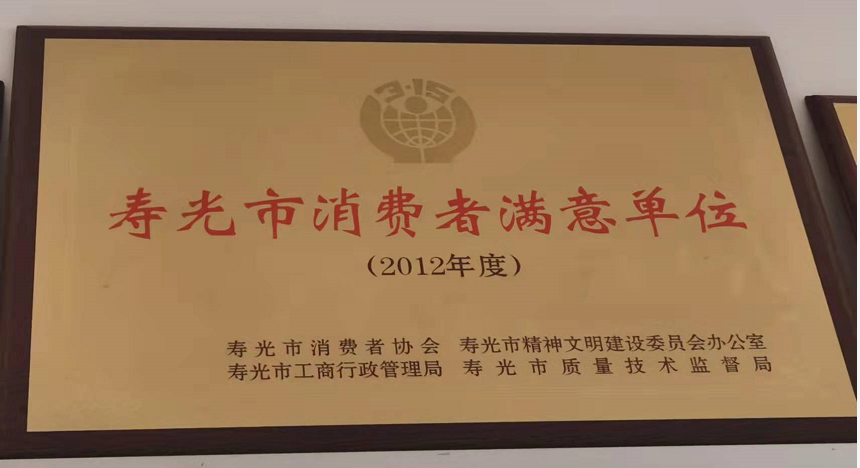 3·15
寿光市消费者满意单位
(2012年度)
寿光市消费者协会 寿光市精神文明建设委员会办公室
寿光市工商行政管理局 寿光市质量技术监督局